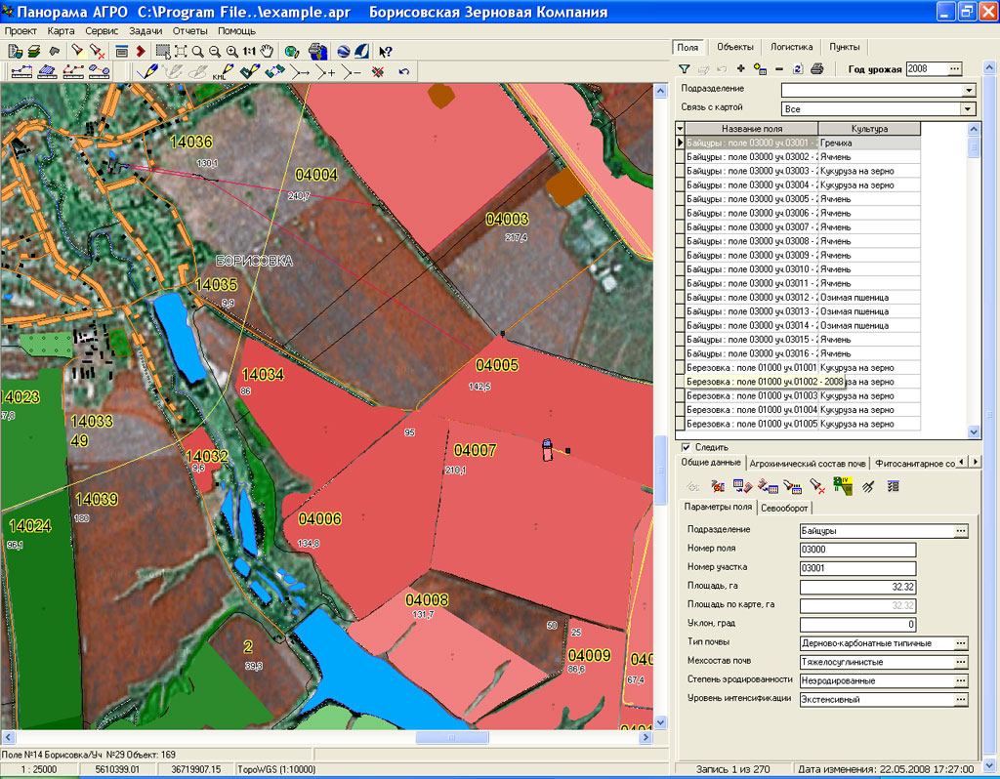 Панорама АГРО C:\Program File..\example.apr Борисовская Зерновая Компания
Проект Карта Сервис Задачи Отчеты Помощь
1:1
KML
Поля Объекты Логистика Пункты
Год урожая 2008
Подразделение
Связь с картой Все
Название поля Культура
Байцуры : поле 03000 уч.03001 - 2 Гречиха
Байцуры : поле 03000 уч.03002 - 2 Ячмень
Байцуры : поле 03000 уч.03003 - 2 Кукуруза на зерно
Байцуры : поле 03000 уч.03004 - 2 Кукуруза на зерно
Байцуры : поле 03000 уч.03005 - 2 Ячмень
Байцуры : поле 03000 уч.03006 - 2 Ячмень
Байцуры : поле 03000 уч.03007 - 2 Ячмень
Байцуры : поле 03000 уч.03008 - 2 Ячмень
Байцуры : поле 03000 уч.03009 - 2 Ячмень
Байцуры : поле 03000 уч.03010 - 2 Ячмень
Байцуры : поле 03000 уч.03011 - 2 Ячмень
Байцуры : поле 03000 уч.03012 - 2 Озимая пшеница
Байцуры : поле 03000 уч.03013 - 2 Озимая пшеница
Байцуры : поле 03000 уч.03014 - 2 Озимая пшеница
Байцуры : поле 03000 уч.03015 - 2 Ячмень
Байцуры : поле 03000 уч.03016 - 2 Ячмень
Березовка : поле 01000 уч.01001 Кукуруза на зерно
Березовка : поле 01000 уч.01002 - 2008 за на зерно
Березовка : поле 01000 уч.01003 Кукуруза на зерно
Березовка : поле 01000 уч.01004 Кукуруза на зерно
Березовка : поле 01000 уч.01005 Кукуруза на зерно
Следить
Общие данные Агрохимический состав почв Фитосанитарное со
Параметры поля Севооборот
Подразделение Байцуры
Номер поля 03000
Номер участка 03001
Площадь, га 32.32
Площадь по карте, га 32.32
Уклон, град 0
Тип почвы Дерново-карбонатные типичные
Мехсостав почв Тяжелосуглинистые
Степень эродированности Неэродированные
Уровень интенсификации Экстенсивный
14036
130,1
04004
240,7
04003
217,4
БОРИСОВКА
14035
9,9
04005
142,5
14034
86
14023
7,8
14033
49
95
04007
210,1
14032
9,6
14039
180
04006
134,8
14024
96,1
04008
131,7
50
25
2
39,3
04009
86,6
040
67,4
Поле №14 Борисовка/Уч №29 Объект: 169
1 : 25000 5610399.01 36719907.15 TopoWGS (1:10000)
Запись 1 из 270 Дата изменения: 22.05.2008 17:27:00